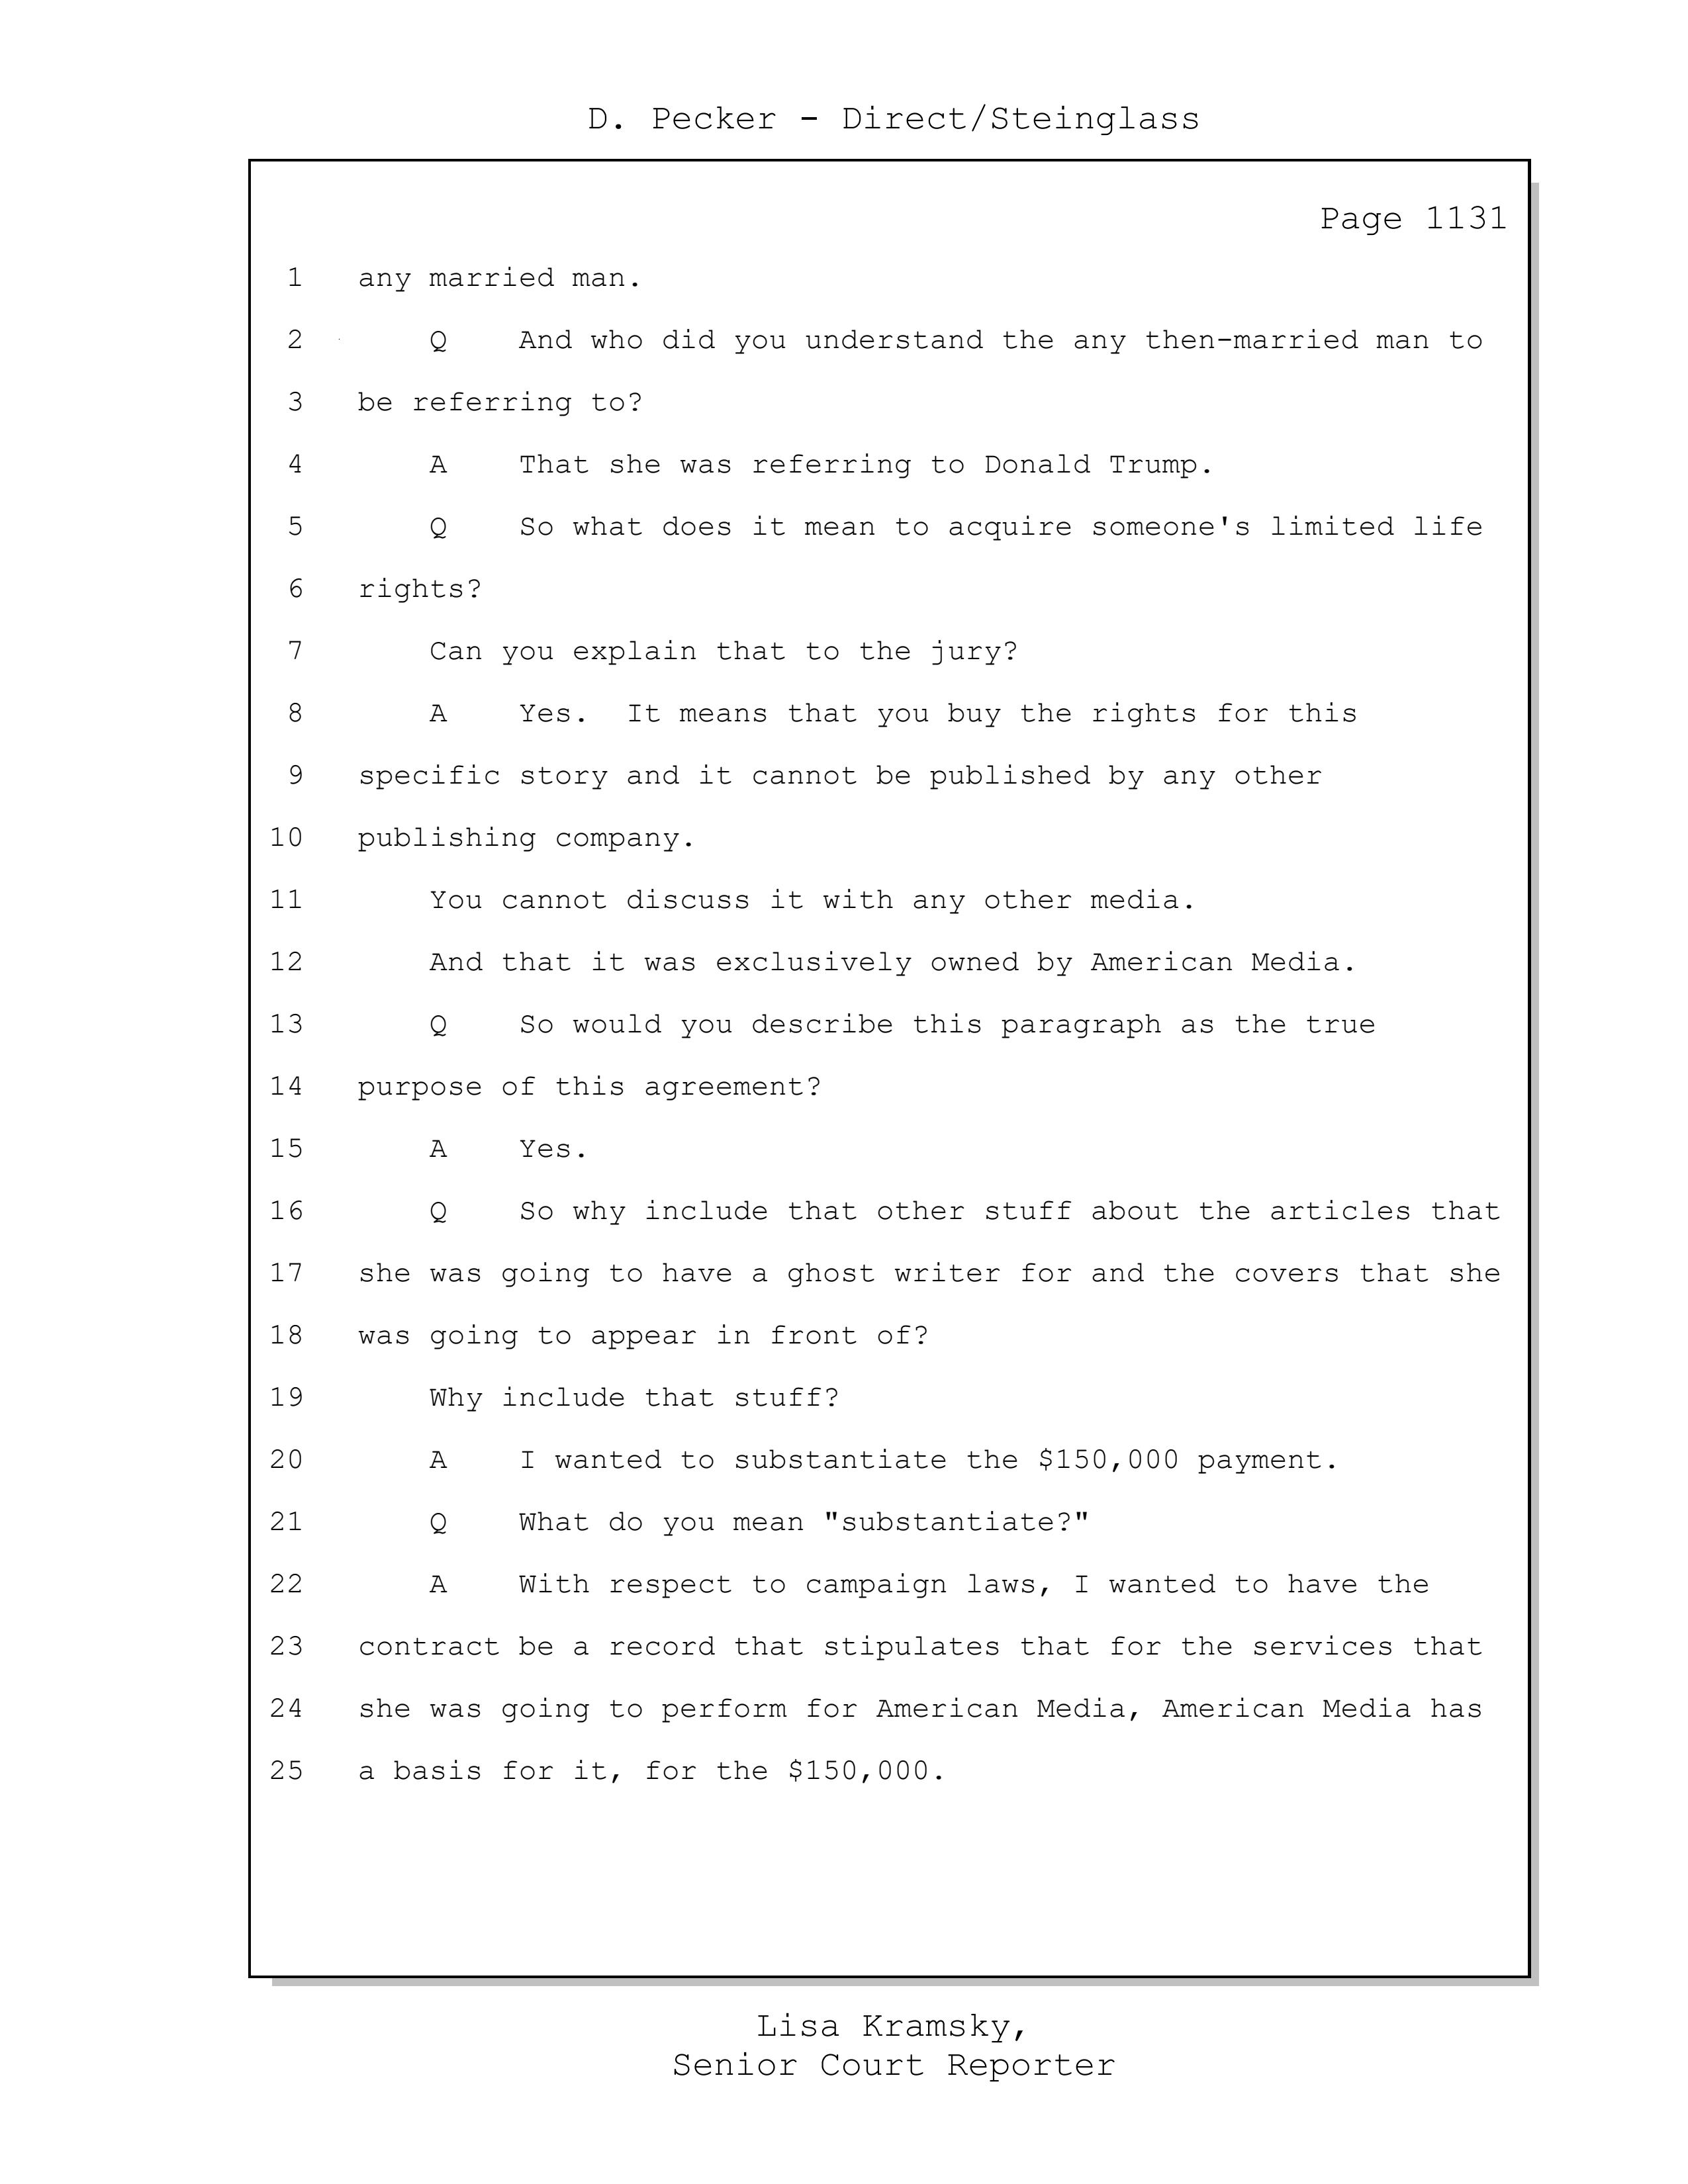 D. Pecker - Direct/Steinglass
Page 1131
1 any married man.
2 Q And who did you understand the any then-married man to
3 be referring to?
4 A That she was referring to Donald Trump.
5 Q So what does it mean to acquire someone's limited life
6 rights?
7 Can you explain that to the jury?
8 A Yes. It means that you buy the rights for this
9 specific story and it cannot be published by any other
10 publishing company.
11 You cannot discuss it with any other media.
12 And that it was exclusively owned by American Media.
13 Q So would you describe this paragraph as the true
14 purpose of this agreement?
15 A Yes.
16 Q So why include that other stuff about the articles that
17 she was going to have a ghost writer for and the covers that she
18 was going to appear in front of?
19 Why include that stuff?
20 A I wanted to substantiate the $150,000 payment.
21 Q What do you mean "substantiate?"
22 A With respect to campaign laws, I wanted to have the
23 contract be a record that stipulates that for the services that
24 she was going to perform for American Media, American Media has
25 a basis for it, for the $150,000.
Lisa Kramsky,
Senior Court Reporter